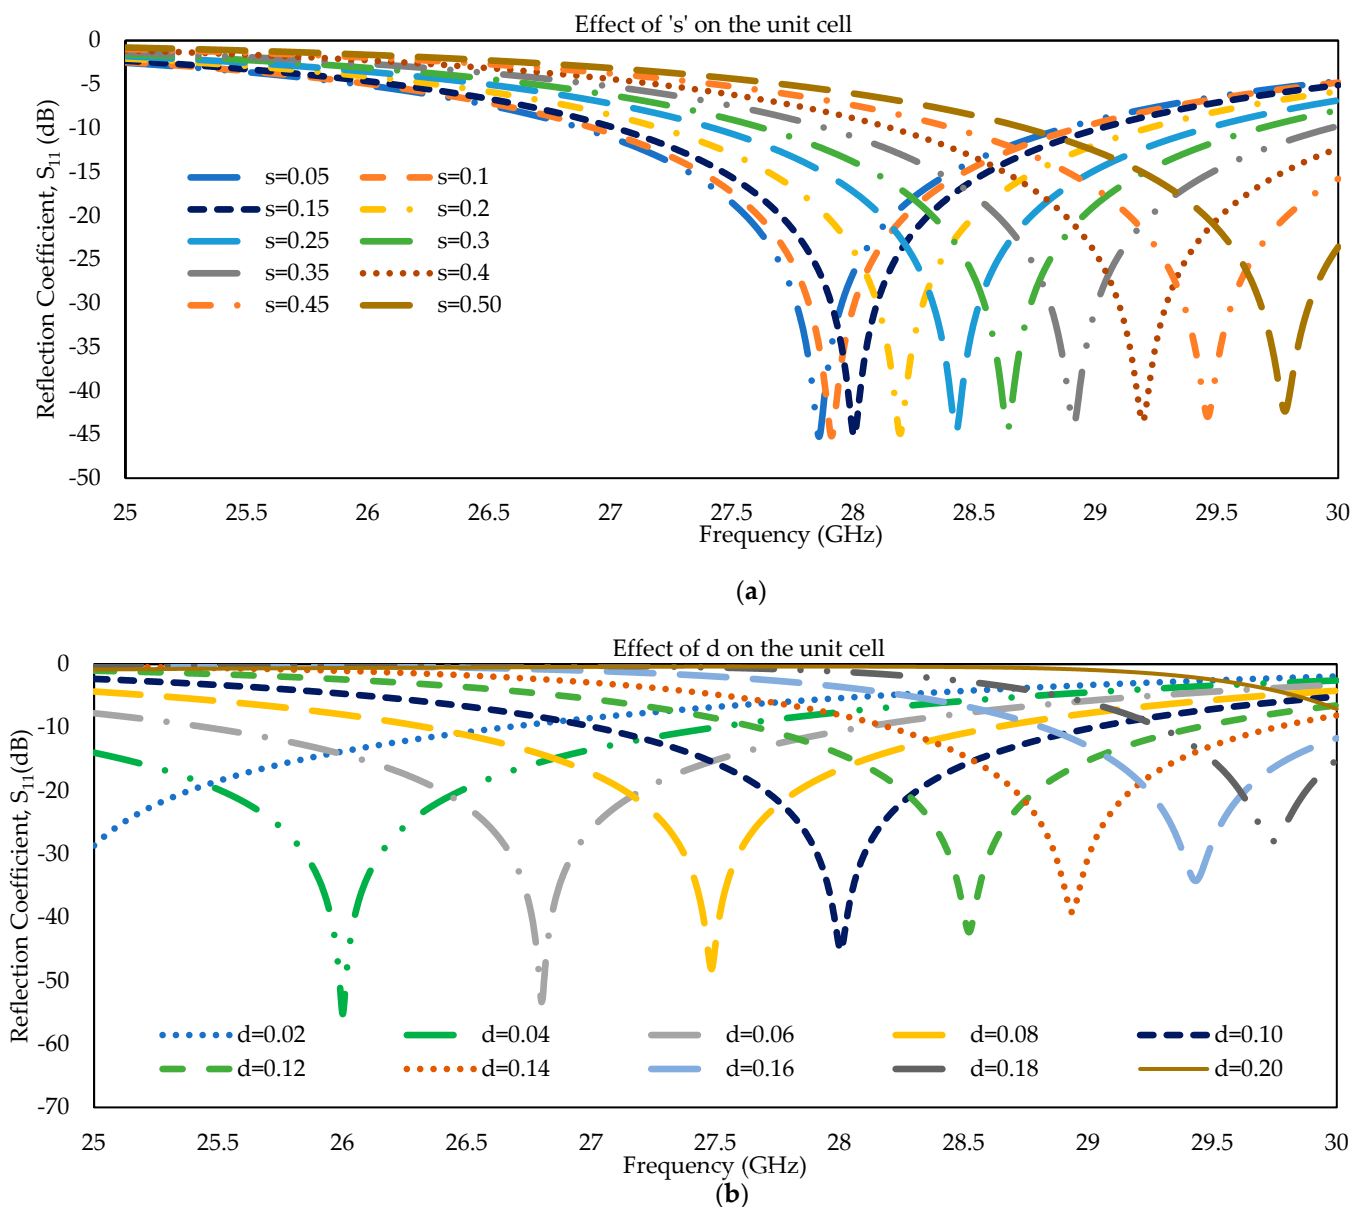 Effect of 's' on the unit cell
0
-5
-10
-15
-20
-25
-30
-35
-40
-45
-50
Reflection Coefficient, S11 (dB)
s=0.05 s=0.1
s=0.15 s=0.2
s=0.25 s=0.3
s=0.35 s=0.4
s=0.45 s=0.50
25 25.5 26 26.5 27 27.5 28 28.5 29 29.5 30
Frequency (GHz)
(a)
Effect of d on the unit cell
0
-10
-20
-30
-40
-50
-60
-70
Reflection Coefficient, S11(dB)
d=0.02 d=0.04 d=0.06 d=0.08 d=0.10
d=0.12 d=0.14 d=0.16 d=0.18 d=0.20
25 25.5 26 26.5 27 27.5 28 28.5 29 29.5 30
Frequency (GHz)
(b)